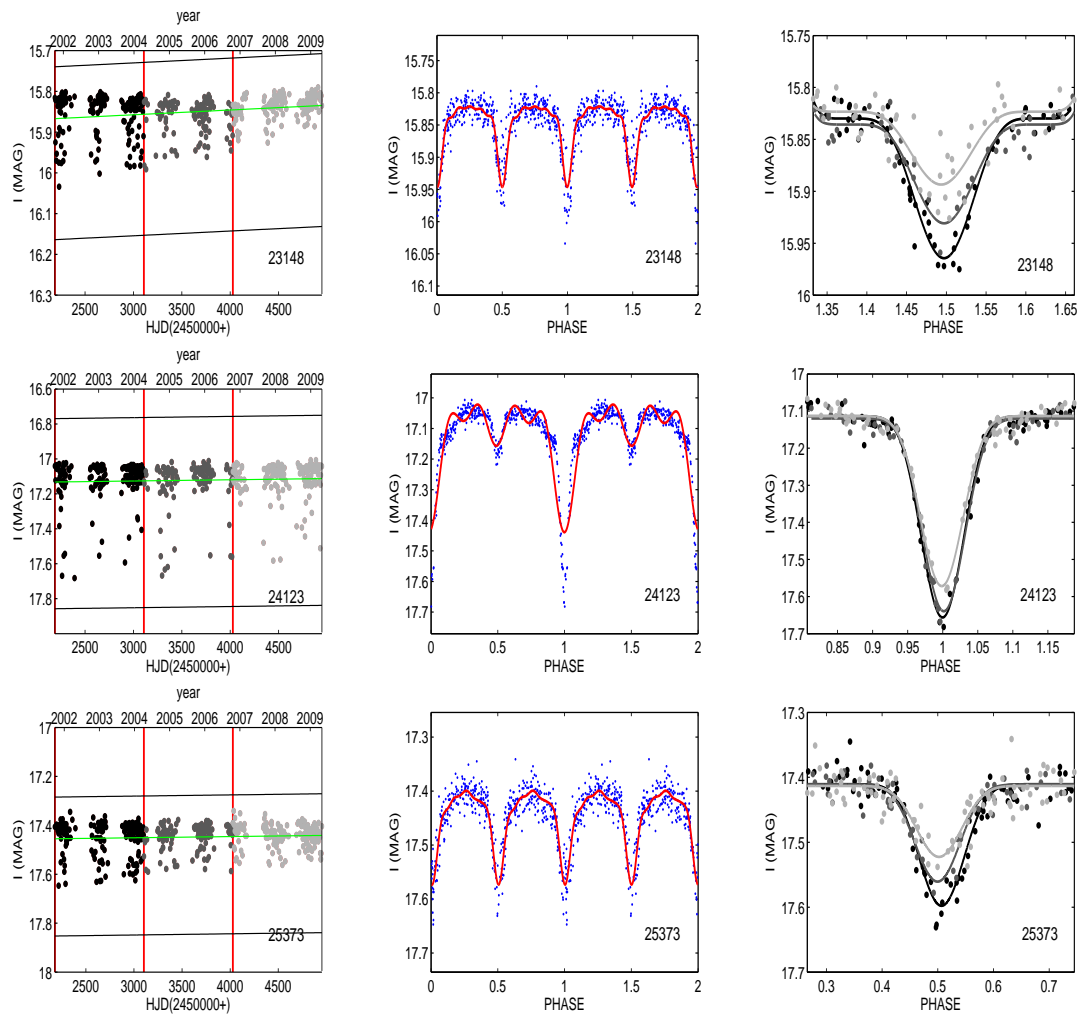 year
2002 2003 2004 2005 2006 2007 2008 2009
15.7
15.8
15.9
16
16.1
16.2
16.3
I (MAG)
23148
2500 3000 3500 4000 4500
HJD(2450000+)
15.75
15.8
15.85
15.9
15.95
16
16.05
16.1
I (MAG)
23148
0 0.5 1 1.5 2
PHASE
15.75
15.8
15.85
15.9
15.95
16
I (MAG)
23148
1.35 1.4 1.45 1.5 1.55 1.6 1.65
PHASE
year
2002 2003 2004 2005 2006 2007 2008 2009
16.6
16.8
17
17.2
17.4
17.6
17.8
I (MAG)
24123
2500 3000 3500 4000 4500
HJD(2450000+)
17
17.1
17.2
17.3
17.4
17.5
17.6
17.7
I (MAG)
24123
0 0.5 1 1.5 2
PHASE
17
17.1
17.2
17.3
17.4
17.5
17.6
17.7
I (MAG)
24123
0.85 0.9 0.95 1 1.05 1.1 1.15
PHASE
year
2002 2003 2004 2005 2006 2007 2008 2009
17
17.2
17.4
17.6
17.8
18
I (MAG)
25373
2500 3000 3500 4000 4500
HJD(2450000+)
17.3
17.4
17.5
17.6
17.7
I (MAG)
25373
0 0.5 1 1.5 2
PHASE
17.3
17.4
17.5
17.6
17.7
I (MAG)
25373
0.3 0.4 0.5 0.6 0.7
PHASE